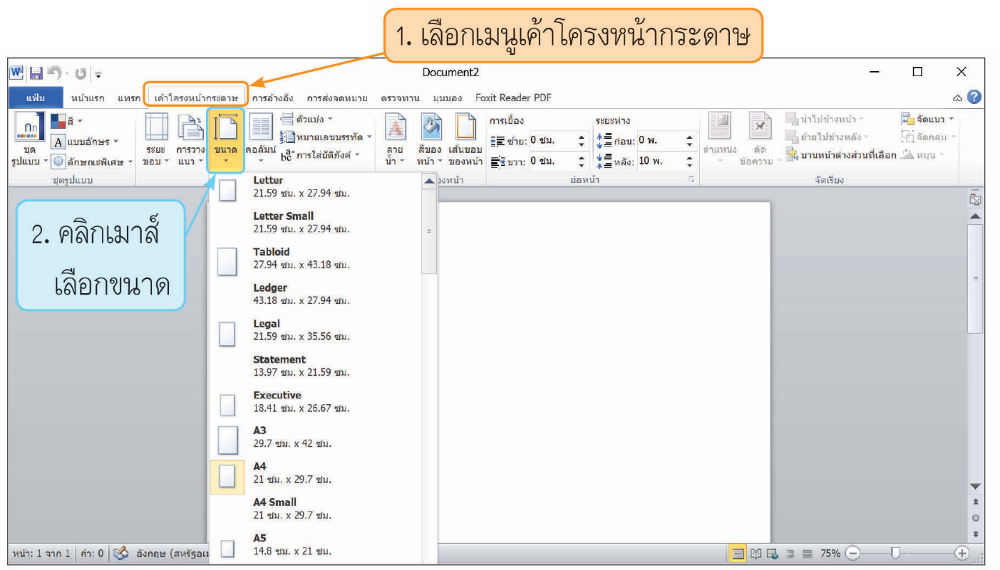 1. เลือกเมนูเค้าโครงหน้ากระดาษ
Document2
แฟ้ม หน้าแรก แทรก เค้าโครงหน้ากระดาษ การอ้างอิง การส่งจดหมาย ตรวจทาน มุมมอง Foxit Reader PDF
ชุด
รูปแบบ
สี
แบบอักษร
ลักษณะพิเศษ
ชุดรูปแบบ
ระยะ
ขอบ
การวาง
แนว
ขนาด
คอลัมน์
ตัวแบ่ง
หมายเลขบรรทัด
การใส่ยัติภังค์
ลาย
น้ำ
สีของ
หน้า
เส้นขอบ
ของหน้า
องหน้า
การเยื้อง
ซ้าย: 0 ซม.
ขวา: 0 ซม.
ระยะห่าง
ก่อน: 0 พ.
หลัง: 10 พ.
ย่อหน้า
ตำแหน่ง
ตัด
ข้อความ
นำไปข้างหน้า
ย้ายไปข้างหลัง
บานหน้าต่างส่วนที่เลือก
จัดแนว
จัดกลุ่ม
หมุน
จัดเรียง
2. คลิกเมาส์
เลือกขนาด
Letter
21.59 ซม. x 27.94 ซม.
Letter Small
21.59 ซม. x 27.94 ซม.
Tabloid
27.94 ซม. x 43.18 ซม.
Ledger
43.18 ซม. x 27.94 ซม.
Legal
21.59 ซม. x 35.56 ซม.
Statement
13.97 ซม. x 21.59 ซม.
Executive
18.41 ซม. x 26.67 ซม.
A3
29.7 ซม. x 42 ซม.
A4
21 ซม. x 29.7 ซม.
A4 Small
21 ซม. x 29.7 ซม.
A5
14.8 ซม. x 21 ซม.
หน้า: 1 จาก 1 คำ: 0 อังกฤษ (สหรัฐอเม
75%